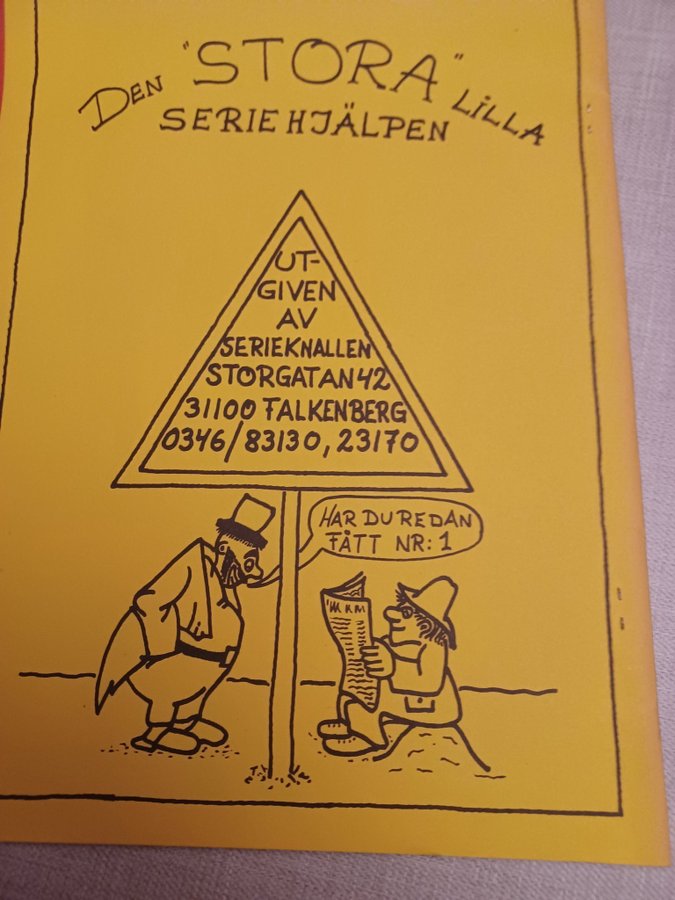 DEN "STORA" LILLA
SERIEHJÄLPEN
UT-
GIVEN
AV
SERIEKNALLEN
STORGATAN 42
31100 FALKENBERG
0346/83130, 23170
HAR DU REDAN
FÅTT NR: 1